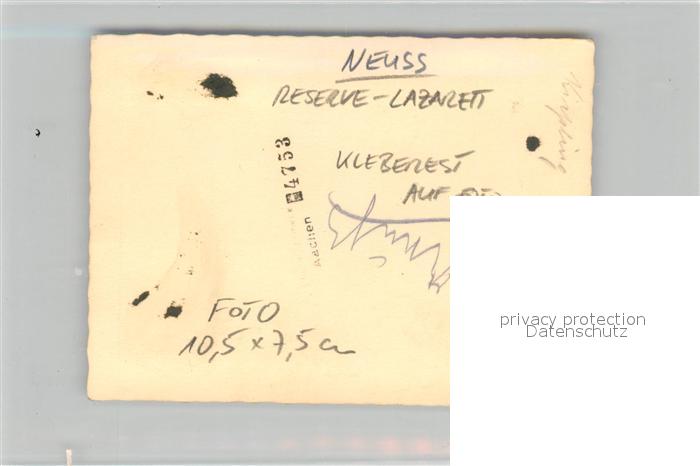 NEUSS
RESERVE-LAZARETT
KLEBEREST
AUF
Aachen
4753
FOTO
10,5 x 7,5 cm
privacy protection
Datenschutz